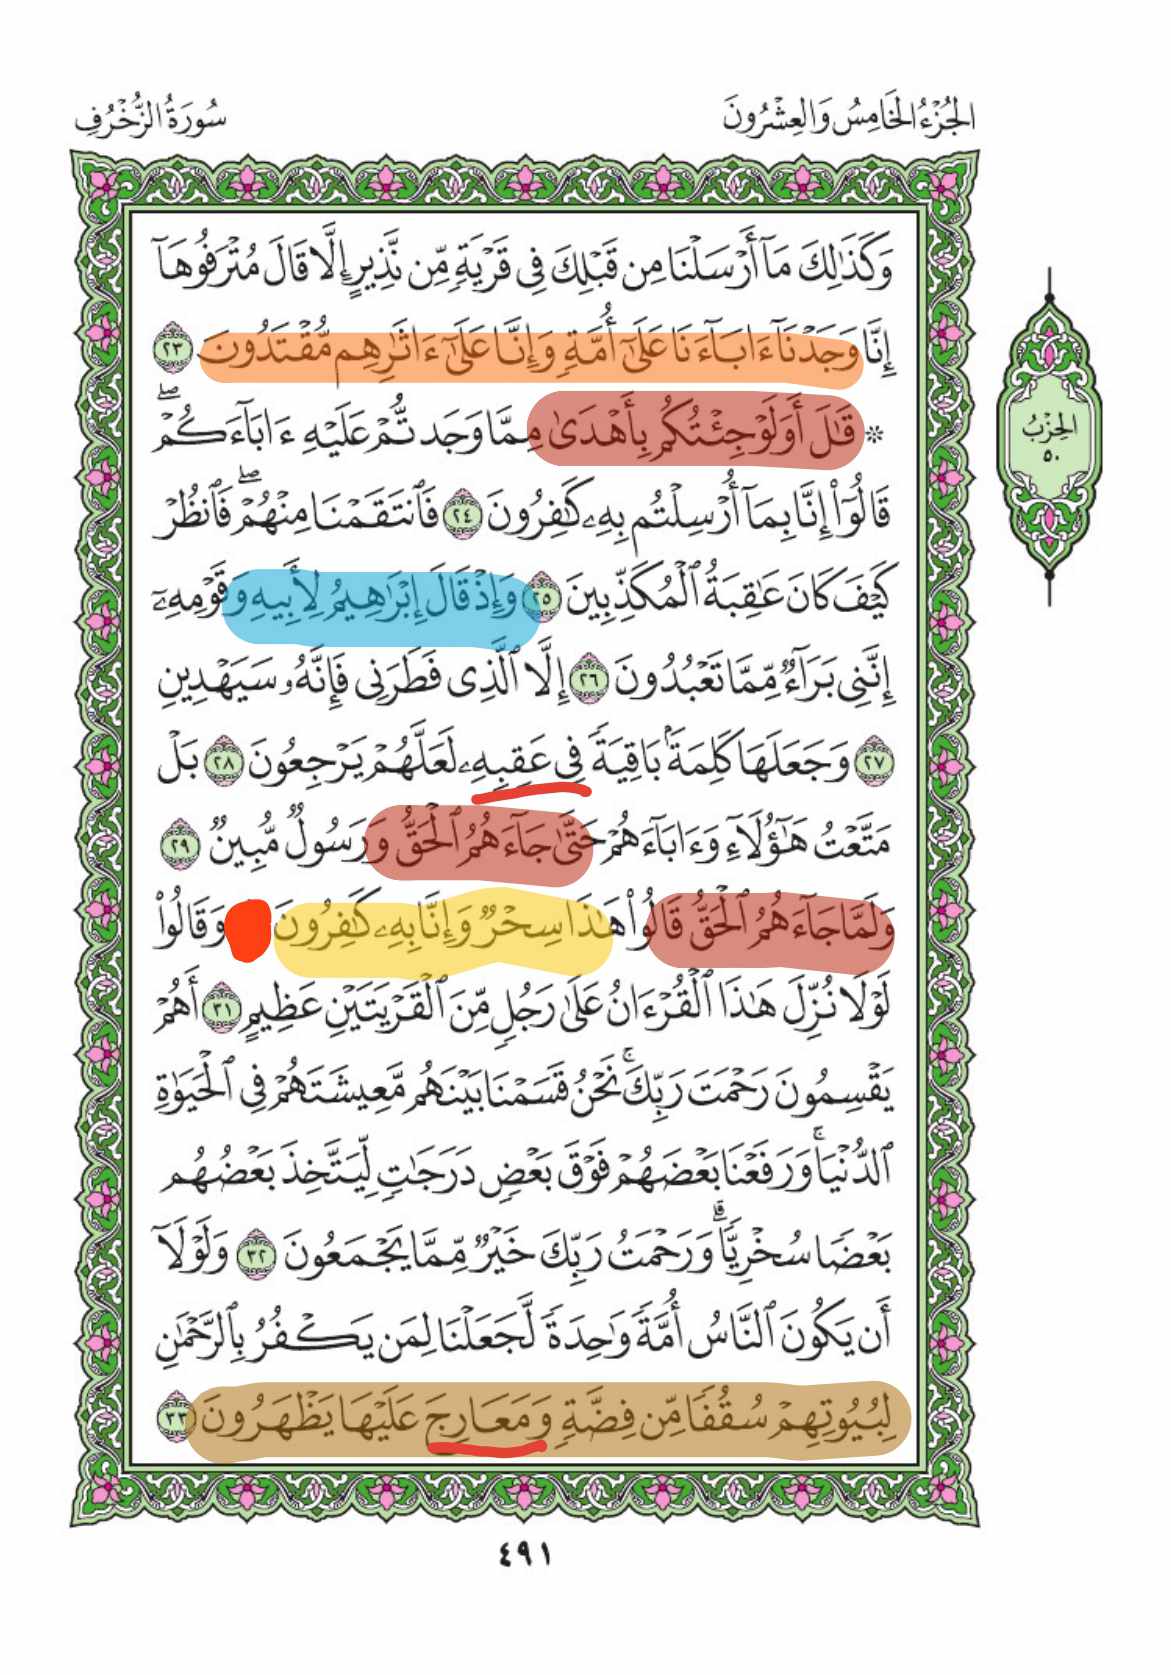 الجُزْءُ الخَامِسُ وَالعِشْرُونَ
سُورَةُ الزُّخْرُفِ
وَكَذَٰلِكَ مَآ أَرْسَلْنَا مِن قَبْلِكَ فِى قَرْيَةٍ مِّن نَّذِيرٍ إِلَّا قَالَ مُتْرَفُوهَآ
إِنَّا وَجَدْنَآ ءَابَآءَنَا عَلَىٰٓ أُمَّةٍ وَإِنَّا عَلَىٰٓ ءَاثَٰرِهِم مُّقْتَدُونَ ٢٣
* قَٰلَ أَوَلَوْ جِئْتُكُم بِأَهْدَىٰ مِمَّا وَجَدتُّمْ عَلَيْهِ ءَابَآءَكُمْۖ
قَالُوٓا۟ إِنَّا بِمَآ أُرْسِلْتُم بِهِۦ كَٰفِرُونَ ٢٤ فَٱنتَقَمْنَا مِنْهُمْۖ فَٱنظُرْ
كَيْفَ كَانَ عَٰقِبَةُ ٱلْمُكَذِّبِينَ ٢٥ وَإِذْ قَالَ إِبْرَٰهِيمُ لِأَبِيهِ وَقَوْمِهِۦٓ
إِنَّنِى بَرَآءٌ مِّمَّا تَعْبُدُونَ ٢٦ إِلَّا ٱلَّذِى فَطَرَنِى فَإِنَّهُۥ سَيَهْدِينِ
٢٧ وَجَعَلَهَا كَلِمَةًۢ بَاقِيَةً فِى عَقِبِهِۦ لَعَلَّهُمْ يَرْجِعُونَ ٢٨ بَلْ
مَتَّعْتُ هَٰٓؤُلَآءِ وَءَابَآءَهُمْ حَتَّىٰ جَآءَهُمُ ٱلْحَقُّ وَرَسُولٌ مُّبِينٌ ٢٩
وَلَمَّا جَآءَهُمُ ٱلْحَقُّ قَالُوا۟ هَٰذَا سِحْرٌ وَإِنَّا بِهِۦ كَٰفِرُونَ وَقَالُوا۟
لَوْلَا نُزِّلَ هَٰذَا ٱلْقُرْءَانُ عَلَىٰ رَجُلٍ مِّنَ ٱلْقَرْيَتَيْنِ عَظِيمٍ ٣١ أَهُمْ
يَقْسِمُونَ رَحْمَتَ رَبِّكَۚ نَحْنُ قَسَمْنَا بَيْنَهُم مَّعِيشَتَهُمْ فِى ٱلْحَيَوٰةِ
ٱلدُّنْيَاۚ وَرَفَعْنَا بَعْضَهُمْ فَوْقَ بَعْضٍ دَرَجَٰتٍ لِّيَتَّخِذَ بَعْضُهُم
بَعْضًا سُخْرِيًّاۗ وَرَحْمَتُ رَبِّكَ خَيْرٌ مِّمَّا يَجْمَعُونَ ٣٢ وَلَوْلَآ
أَن يَكُونَ ٱلنَّاسُ أُمَّةً وَٰحِدَةً لَّجَعَلْنَا لِمَن يَكْفُرُ بِٱلرَّحْمَٰنِ
لِبُيُوتِهِمْ سُقُفًا مِّن فِضَّةٍ وَمَعَارِجَ عَلَيْهَا يَظْهَرُونَ ٣٣
الحِزْبُ
٥٠
٤٩١